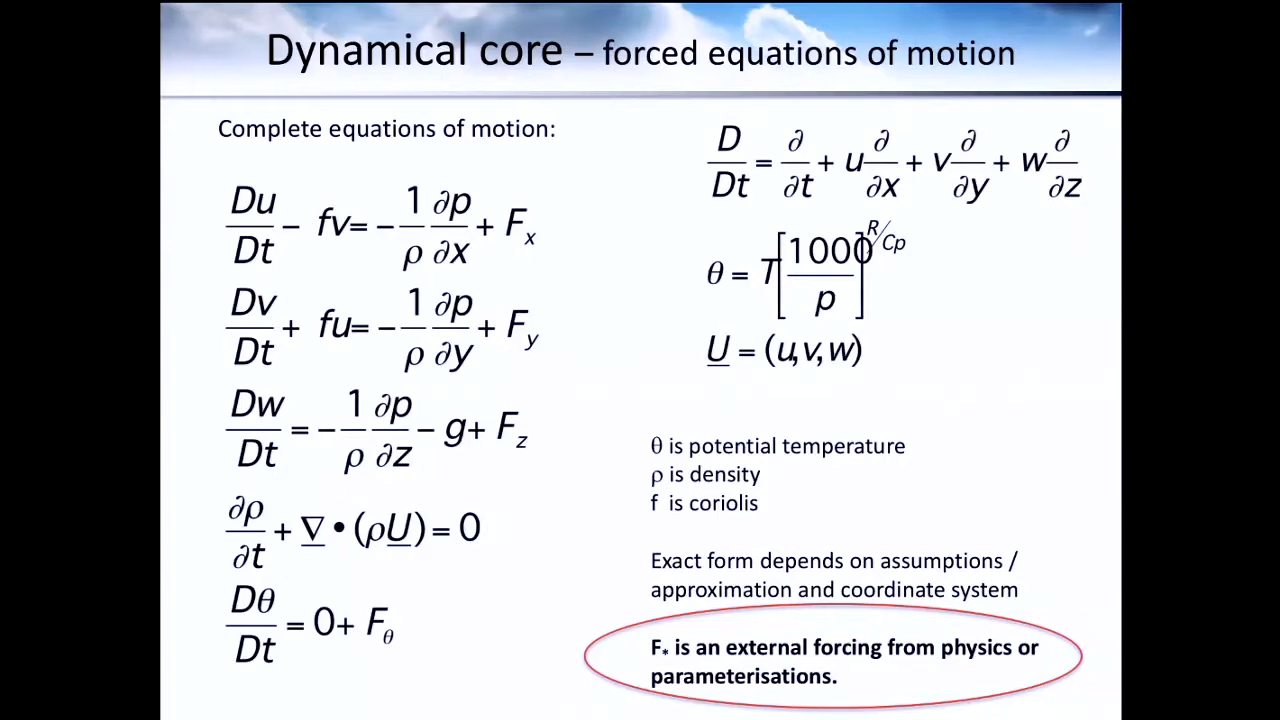 Dynamical core – forced equations of motion
Complete equations of motion:
Du/Dt − fv= −1/ρ ∂p/∂x + Fx
Dv/Dt + fu= −1/ρ ∂p/∂y + Fy
Dw/Dt = −1/ρ ∂p/∂z − g+ Fz
∂ρ/∂t + ∇ • (ρU) = 0
Dθ/Dt = 0+ Fθ
D/Dt = ∂/∂t + u ∂/∂x + v ∂/∂y + w ∂/∂z
θ = T[1000/p]^R/Cp
U = (u,v,w)
θ is potential temperature
ρ is density
f is coriolis
Exact form depends on assumptions /
approximation and coordinate system
F* is an external forcing from physics or
parameterisations.